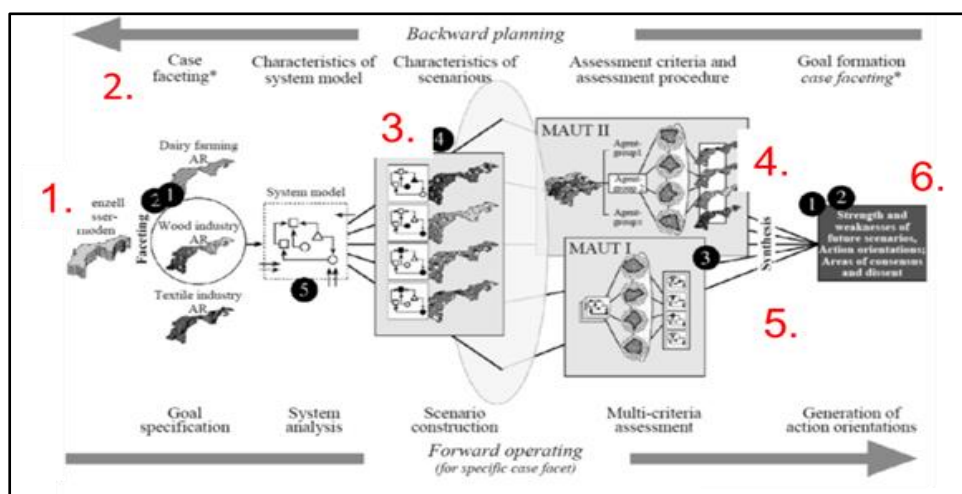 Backward planning
2.
Case
faceting*
Characteristics of
system model
Characteristics of
scenarious
Assessment criteria and
assessment procedure
Goal formation
case faceting*
1.
enzell
sser-
rhoden
Faceting
Dairy farming
AR
2 1
Wood industry
AR
Textile industry
AR
System model
5
3.
4
MAUT II
Agent-
group1
Agent-
group 2
Agent-
group3
4.
MAUT I
3
5.
Synthesis
6.
1 2
Strength and
weaknesses of
future scenarios,
Action orientations;
Areas of consensus
and dissent
Goal
specification
System
analysis
Scenario
construction
Multi-criteria
assessment
Generation of
action orientations
Forward operating
(for specific case facet)